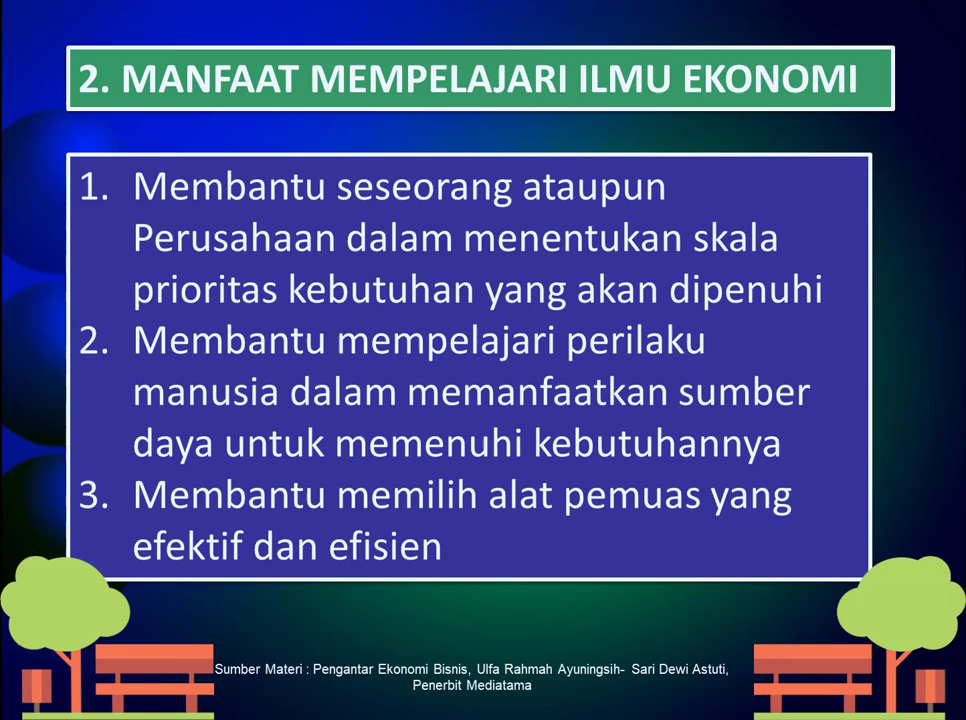 2. MANFAAT MEMPELAJARI ILMU EKONOMI
1. Membantu seseorang ataupun
Perusahaan dalam menentukan skala
prioritas kebutuhan yang akan dipenuhi
2. Membantu mempelajari perilaku
manusia dalam memanfaatkan sumber
daya untuk memenuhi kebutuhannya
3. Membantu memilih alat pemuas yang
efektif dan efisien
Sumber Materi : Pengantar Ekonomi Bisnis, Ulfa Rahmah Ayuningsih- Sari Dewi Astuti,
Penerbit Mediatama